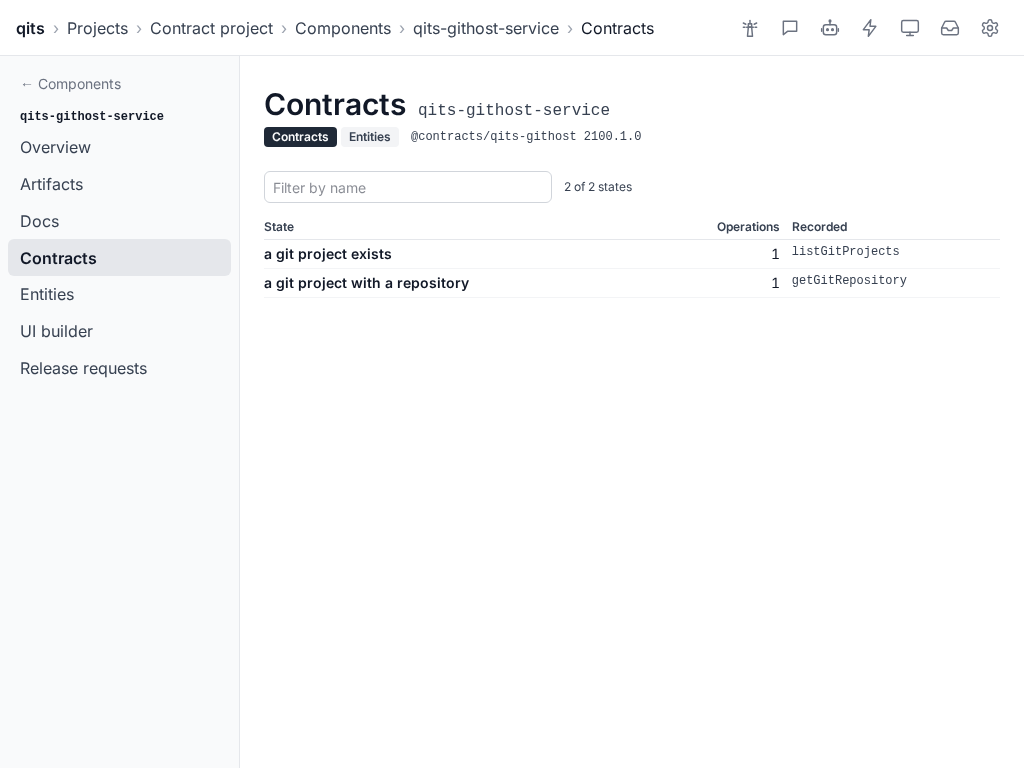 qits › Projects › Contract project › Components › qits-githost-service › Contracts
← Components
qits-githost-service
Overview
Artifacts
Docs
Contracts
Entities
UI builder
Release requests
Contracts qits-githost-service
Contracts Entities @contracts/qits-githost 2100.1.0
Filter by name 2 of 2 states
State Operations Recorded
a git project exists 1 listGitProjects
a git project with a repository 1 getGitRepository